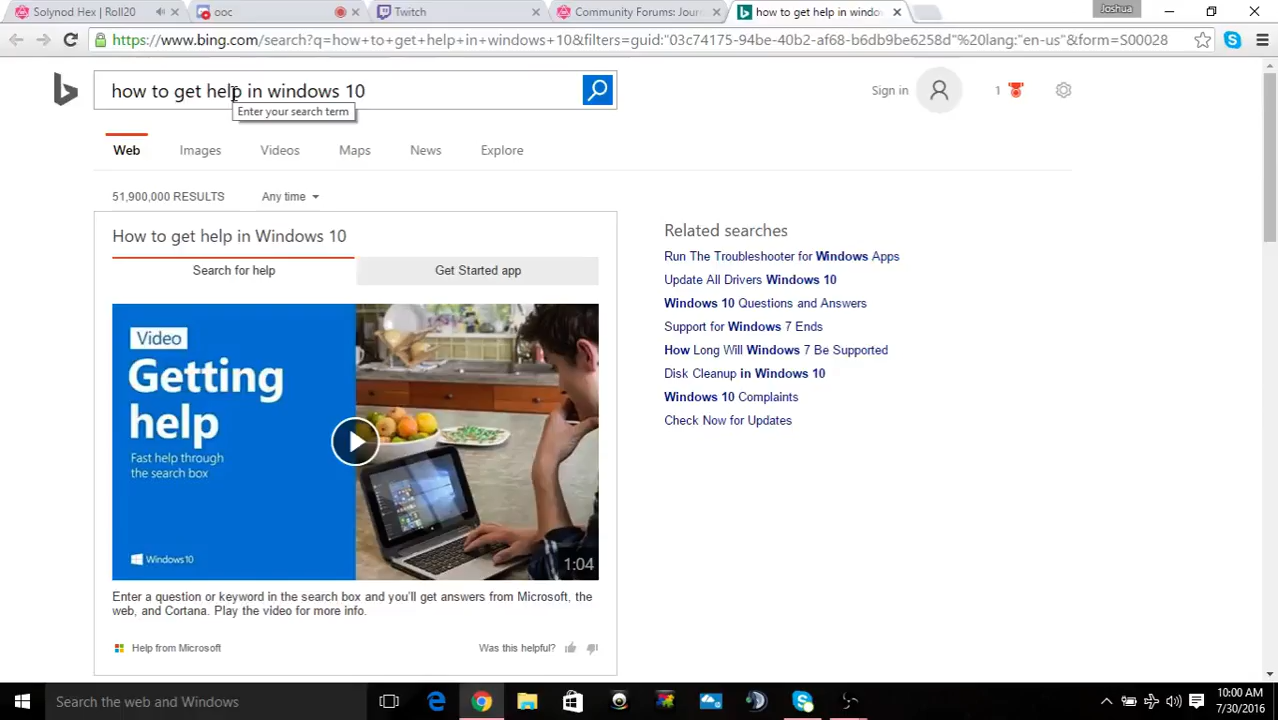 Solynod Hex | Roll20
ooc
Twitch
Community Forums: Jour
how to get help in windo
Joshua
https://www.bing.com/search?q=how+to+get+help+in+windows+10&filters=guid:"03c74175-94be-40b2-af68-b6db9be6258d"%20lang:"en-us"&form=S00028
how to get help in windows 10
Enter your search term
Sign in
1
Web Images Videos Maps News Explore
51,900,000 RESULTS Any time
How to get help in Windows 10
Search for help Get Started app
Video
Getting
help
Fast help through
the search box
Windows10
1:04
Enter a question or keyword in the search box and you'll get answers from Microsoft, the
web, and Cortana. Play the video for more info.
Help from Microsoft Was this helpful?
Related searches
Run The Troubleshooter for Windows Apps
Update All Drivers Windows 10
Windows 10 Questions and Answers
Support for Windows 7 Ends
How Long Will Windows 7 Be Supported
Disk Cleanup in Windows 10
Windows 10 Complaints
Check Now for Updates
Search the web and Windows
10:00 AM
7/30/2016